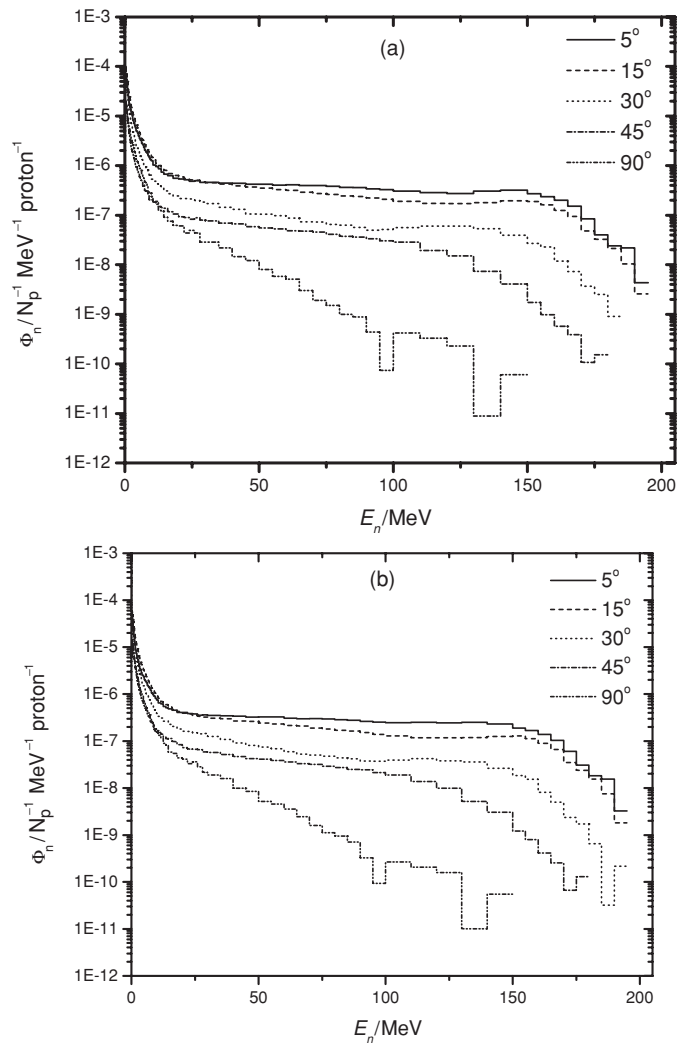 1E-3
1E-4
1E-5
1E-6
1E-7
1E-8
1E-9
1E-10
1E-11
1E-12
Φn/Np⁻¹ MeV⁻¹ proton⁻¹
(a)
5°
15°
30°
45°
90°
0 50 100 150 200
En/MeV
1E-3
1E-4
1E-5
1E-6
1E-7
1E-8
1E-9
1E-10
1E-11
1E-12
Φn/Np⁻¹ MeV⁻¹ proton⁻¹
(b)
5°
15°
30°
45°
90°
0 50 100 150 200
En/MeV